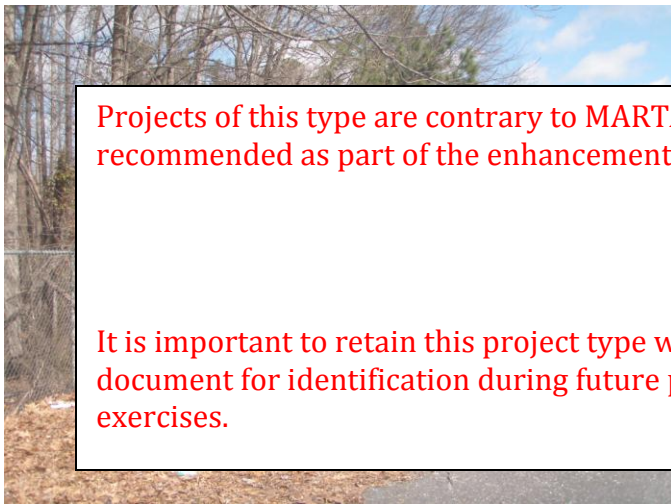 Projects of this type are contrary to MART
recommended as part of the enhancement
It is important to retain this project type w
document for identification during future p
exercises.